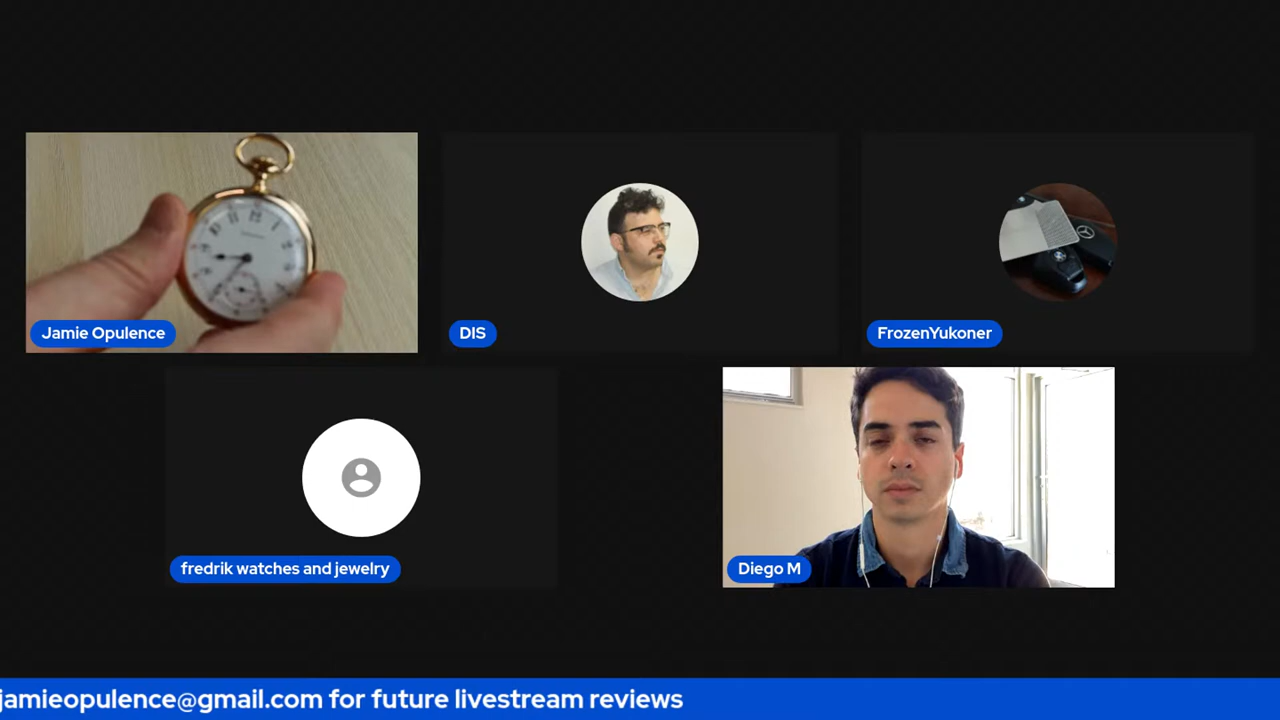 Jamie Opulence
DIS
FrozenYukoner
fredrik watches and jewelry
Diego M
jamieopulence@gmail.com for future livestream reviews